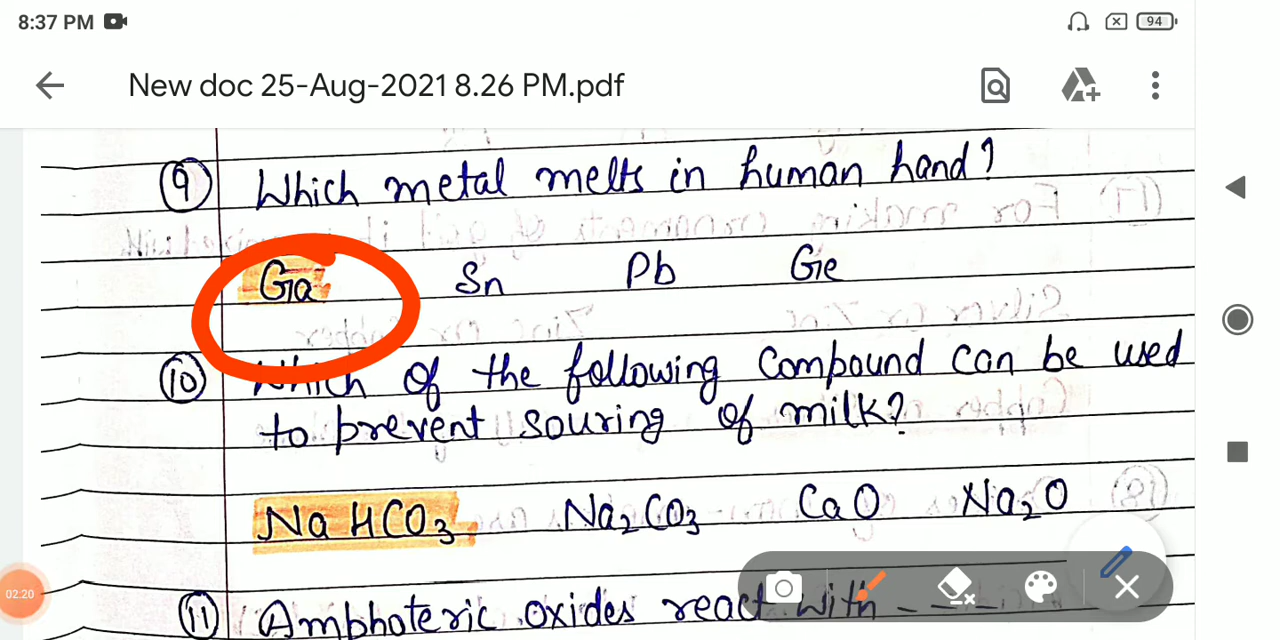 8:37 PM
94
New doc 25-Aug-2021 8.26 PM.pdf
9 Which metal melts in human hand?
Ga Sn Pb Ge
10 Which of the following compound can be used
to prevent souring of milk?
NaHCO3 Na2CO3 CaO Na2O
11 Amphoteric oxides react with ----
02:20